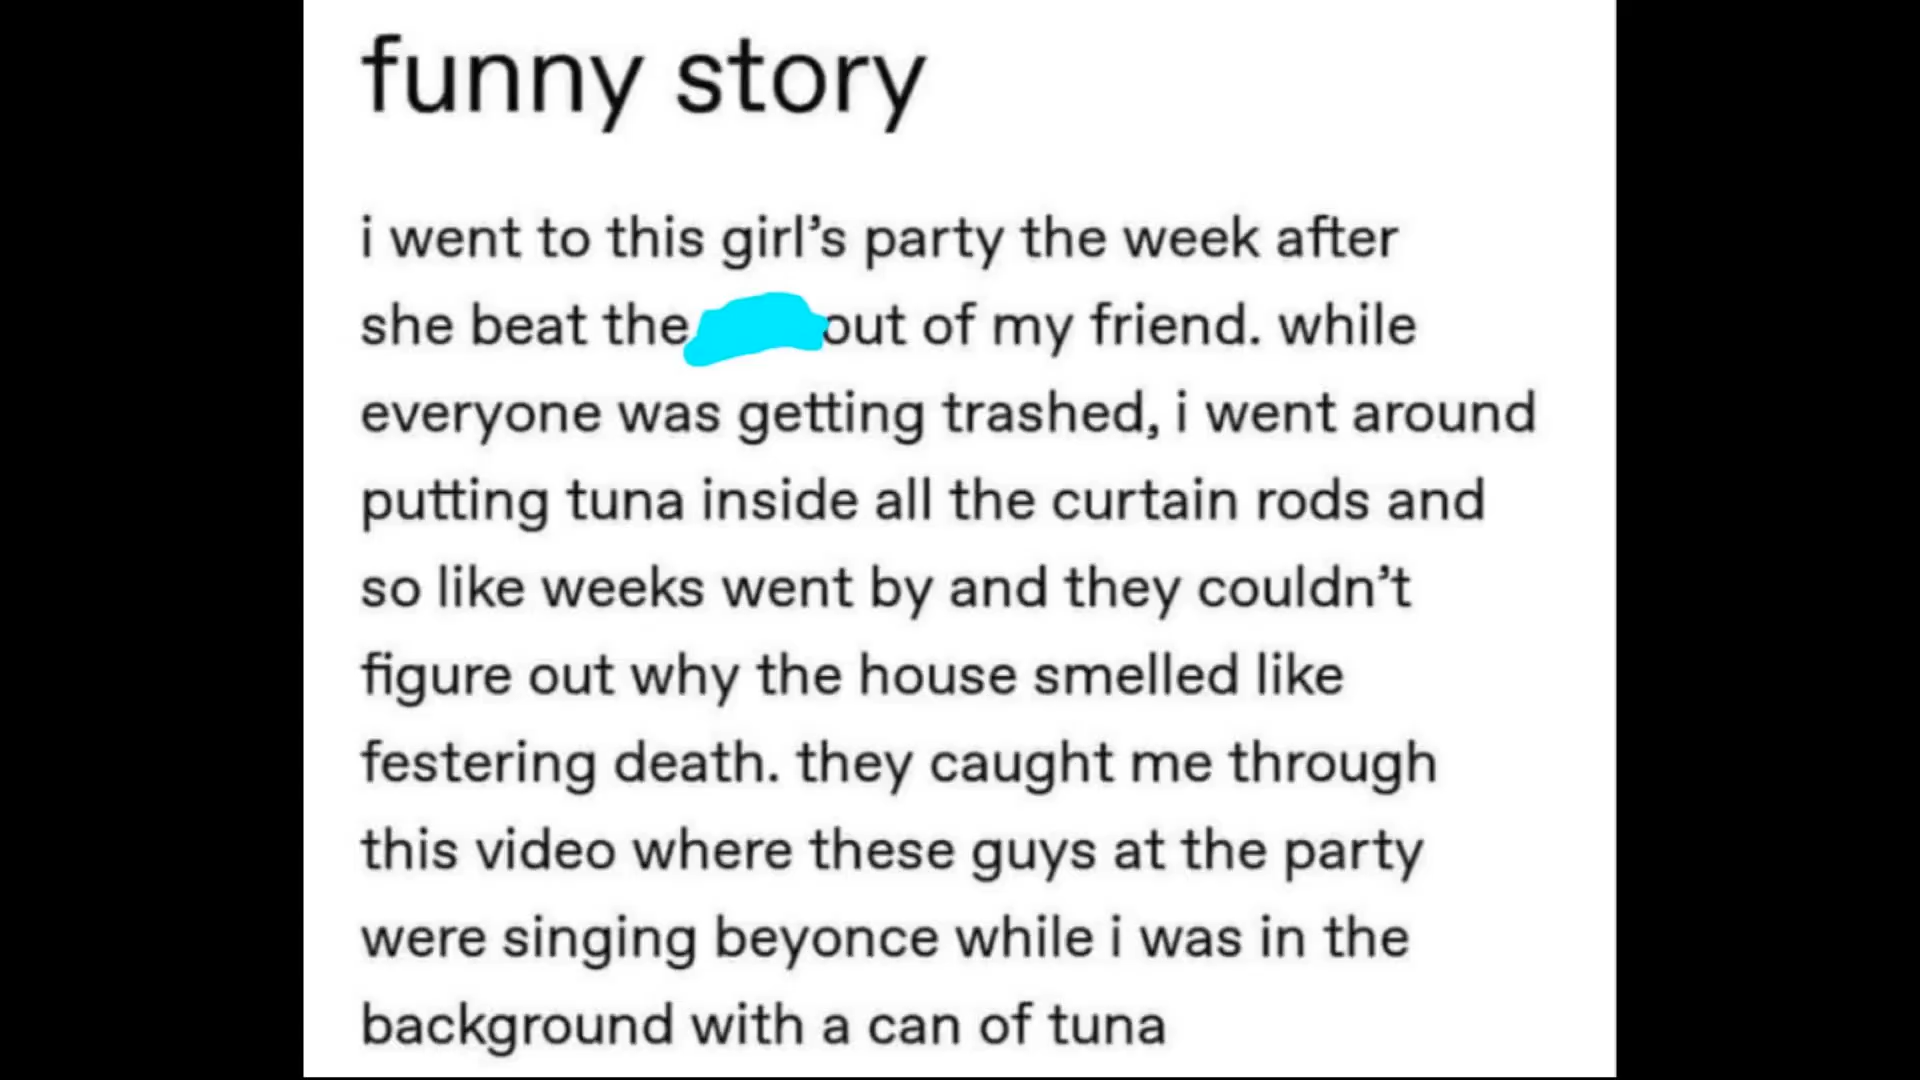 funny story
i went to this girl's party the week after
she beat the out of my friend. while
everyone was getting trashed, i went around
putting tuna inside all the curtain rods and
so like weeks went by and they couldn't
figure out why the house smelled like
festering death. they caught me through
this video where these guys at the party
were singing beyonce while i was in the
background with a can of tuna